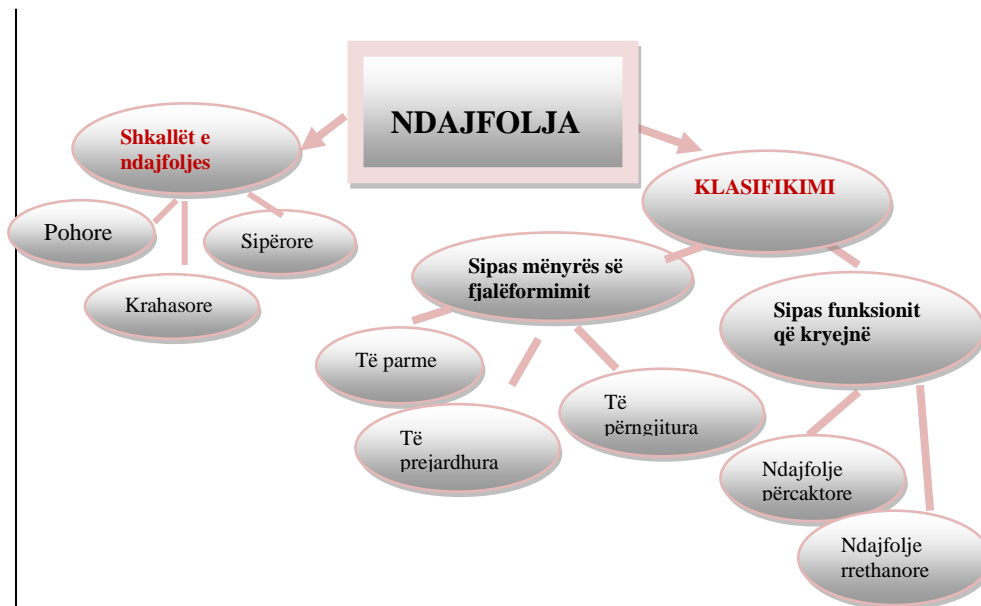 NDAJFOLJA
Shkallët e
ndajfoljes
Pohore
Krahasore
Sipërore
KLASIFIKIMI
Sipas mënyrës së
fjalëformimit
Të parme
Të
prejardhura
Të
përngjitura
Sipas funksionit
që kryejnë
Ndajfolje
përcaktore
Ndajfolje
rrethanore